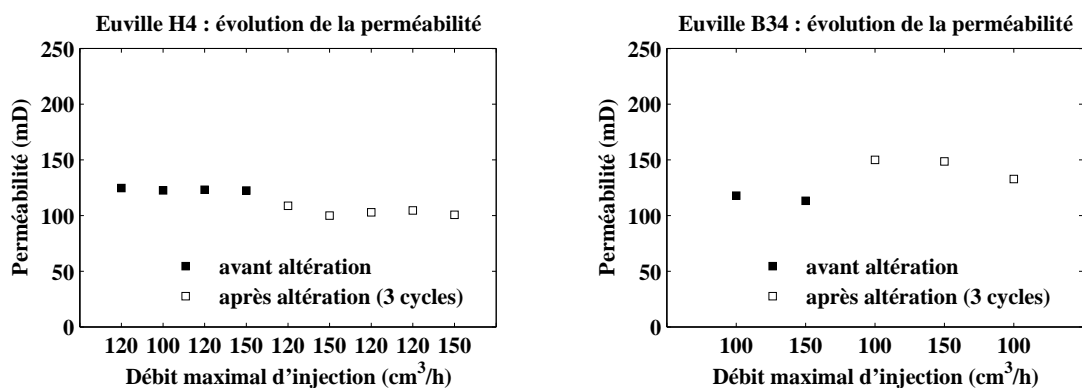 Euville H4 : évolution de la perméabilité
250
200
150
100
50
0
Perméabilité (mD)
avant altération
après altération (3 cycles)
120 100 120 150 120 150 120 120 150
Débit maximal d'injection (cm³/h)
Euville B34 : évolution de la perméabilité
250
200
150
100
50
0
Perméabilité (mD)
avant altération
après altération (3 cycles)
100 150 100 150 100
Débit maximal d'injection (cm³/h)